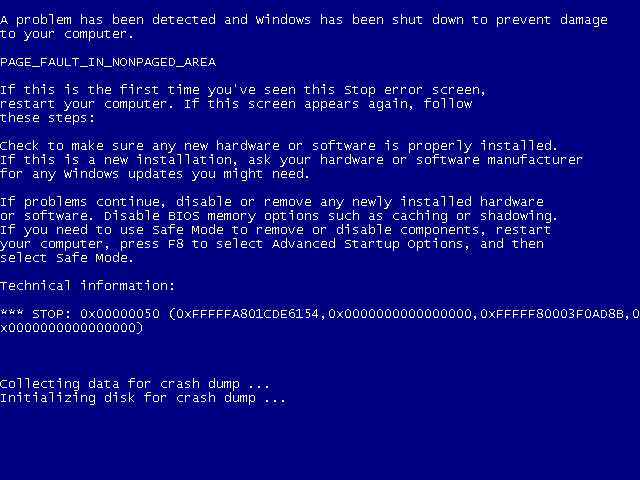 A problem has been detected and Windows has been shut down to prevent damage
to your computer.
PAGE_FAULT_IN_NONPAGED_AREA
If this is the first time you've seen this Stop error screen,
restart your computer. If this screen appears again, follow
these steps:
Check to make sure any new hardware or software is properly installed.
If this is a new installation, ask your hardware or software manufacturer
for any Windows updates you might need.
If problems continue, disable or remove any newly installed hardware
or software. Disable BIOS memory options such as caching or shadowing.
If you need to use Safe Mode to remove or disable components, restart
your computer, press F8 to select Advanced Startup Options, and then
select Safe Mode.
Technical information:
*** STOP: 0x00000050 (0xFFFFFA801CDE6154,0x0000000000000000,0xFFFFF80003F0AD8B,0
x0000000000000000)
Collecting data for crash dump ...
Initializing disk for crash dump ...